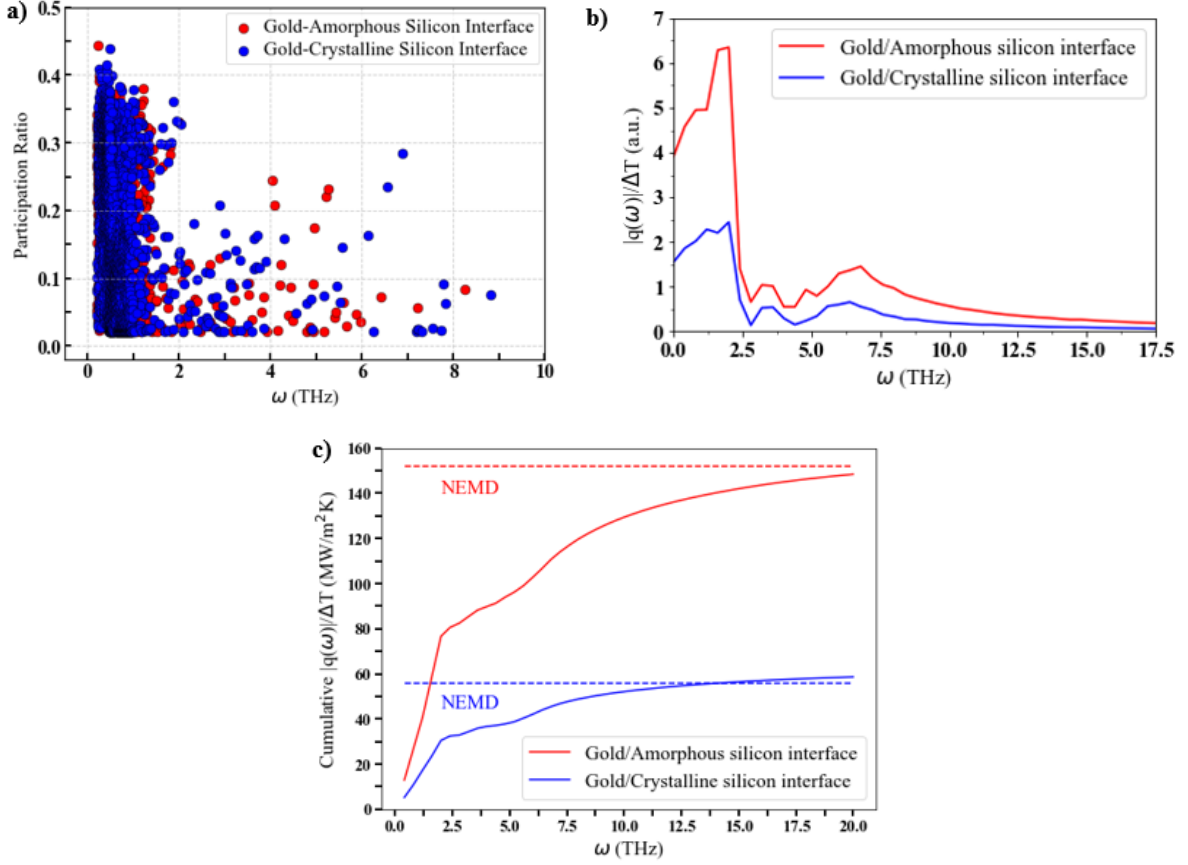 a)
Gold-Amorphous Silicon Interface
Gold-Crystalline Silicon Interface
Participation Ratio
0.5
0.4
0.3
0.2
0.1
0.0
0 2 4 6 8 10
ω (THz)
b)
Gold/Amorphous silicon interface
Gold/Crystalline silicon interface
|q(ω)|/ΔT (a.u.)
7
6
5
4
3
2
1
0
0.0 2.5 5.0 7.5 10.0 12.5 15.0 17.5
ω (THz)
c)
Cumulative |q(ω)|/ΔT (MW/m²K)
160
140
120
100
80
60
40
20
0
NEMD
NEMD
Gold/Amorphous silicon interface
Gold/Crystalline silicon interface
0.0 2.5 5.0 7.5 10.0 12.5 15.0 17.5 20.0
ω (THz)